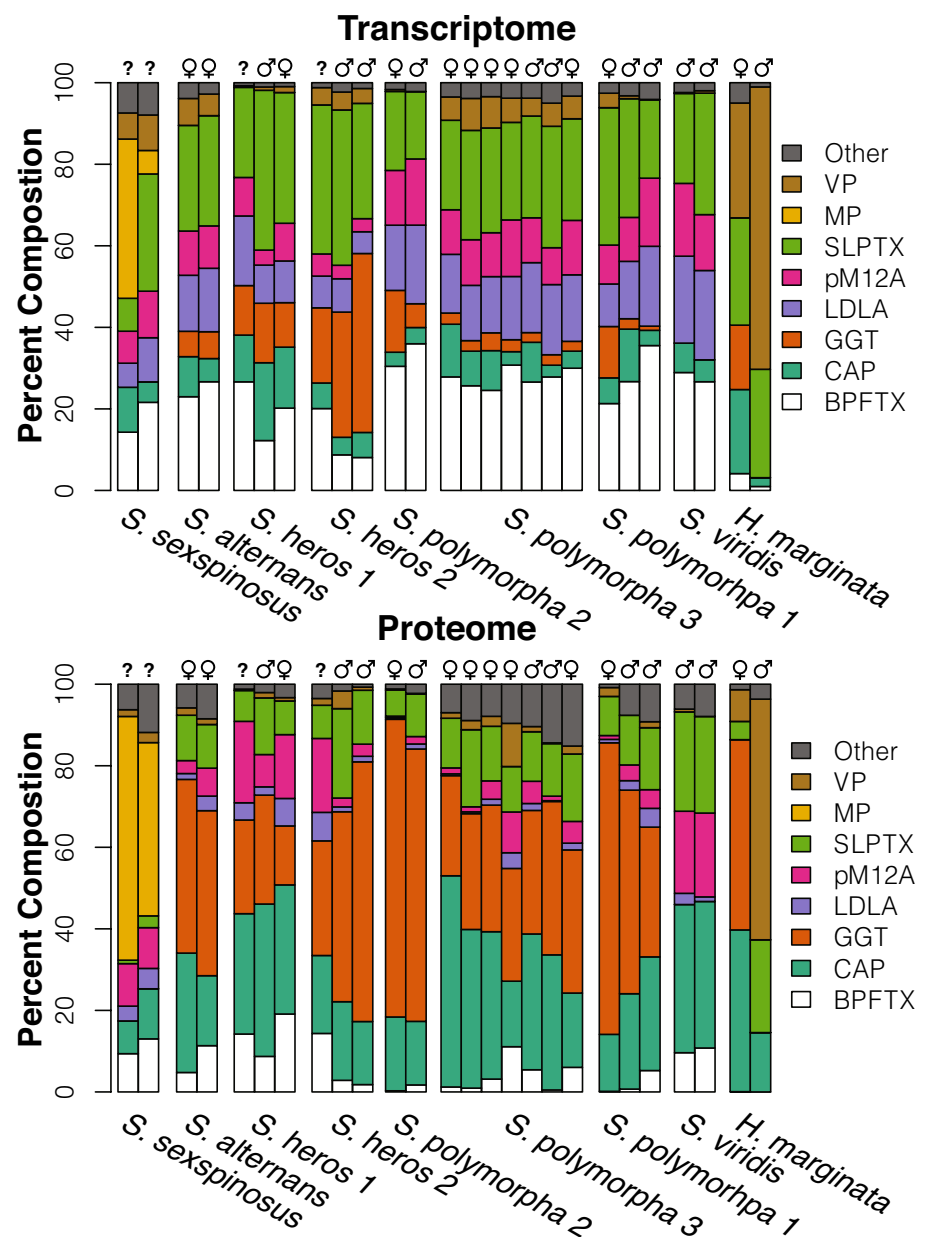 Transcriptome
? ? ♀ ♀ ? ♂ ♀ ? ♂ ♂ ♀ ♂ ♀ ♀ ♀ ♀ ♂ ♂ ♀ ♀ ♂ ♂ ♂ ♂ ♀ ♂
Percent Compostion
100
80
60
40
20
0
Other
VP
MP
SLPTX
pM12A
LDLA
GGT
CAP
BPFTX
S. sexspinosus
S. alternans
S. heros 1
S. heros 2
S. polymorpha 2
S. polymorpha 3
S. polymorhpa 1
S. viridis
H. marginata
Proteome
? ? ♀ ♀ ? ♂ ♀ ? ♂ ♂ ♀ ♂ ♀ ♀ ♀ ♀ ♂ ♂ ♀ ♀ ♂ ♂ ♂ ♂ ♀ ♂
Percent Compostion
100
80
60
40
20
0
Other
VP
MP
SLPTX
pM12A
LDLA
GGT
CAP
BPFTX
S. sexspinosus
S. alternans
S. heros 1
S. heros 2
S. polymorpha 2
S. polymorpha 3
S. polymorhpa 1
S. viridis
H. marginata